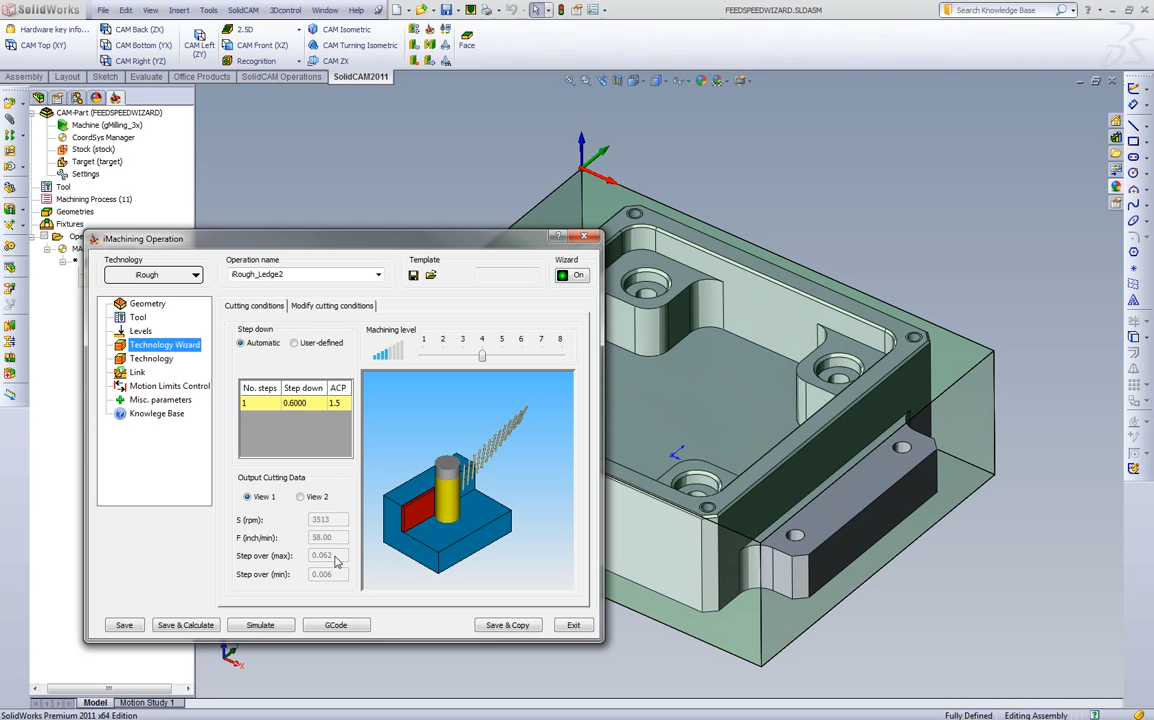 SolidWorks File Edit View Insert Tools SolidCAM 3Dcontrol Window Help FEEDSPEEDWIZARD.SLDASM Search Knowledge Base
Hardware key info... CAM Back (ZX) 2.5D CAM Isometric
CAM Top (XY) CAM Bottom (YX) CAM Left (ZY) CAM Front (XZ) CAM Turning Isometric Face
CAM Right (YZ) Recognition CAM ZX
Assembly Layout Sketch Evaluate Office Products SolidCAM Operations SolidCAM2011
CAM-Part (FEEDSPEEDWIZARD)
Machine (gMilling_3x)
CoordSys Manager
Stock (stock)
Target (target)
Settings
Tool
Machining Process (11)
Geometries
Fixtures
Ope
MA
iMachining Operation
Technology Operation name Template Wizard
iRough iRough_Ledge2 On
Geometry
Tool
Levels
Technology Wizard
Technology
Link
Motion Limits Control
Misc. parameters
Knowlege Base
Cutting conditions Modify cutting conditions
Step down Machining level
Automatic User-defined 1 2 3 4 5 6 7 8
No. steps Step down ACP
1 0.6000 1.5
Output Cutting Data
View 1 View 2
S (rpm): 3513
F (inch/min): 58.00
Step over (max): 0.062
Step over (min): 0.006
Save Save & Calculate Simulate GCode Save & Copy Exit
X
Model Motion Study 1
SolidWorks Premium 2011 x64 Edition Fully Defined Editing Assembly